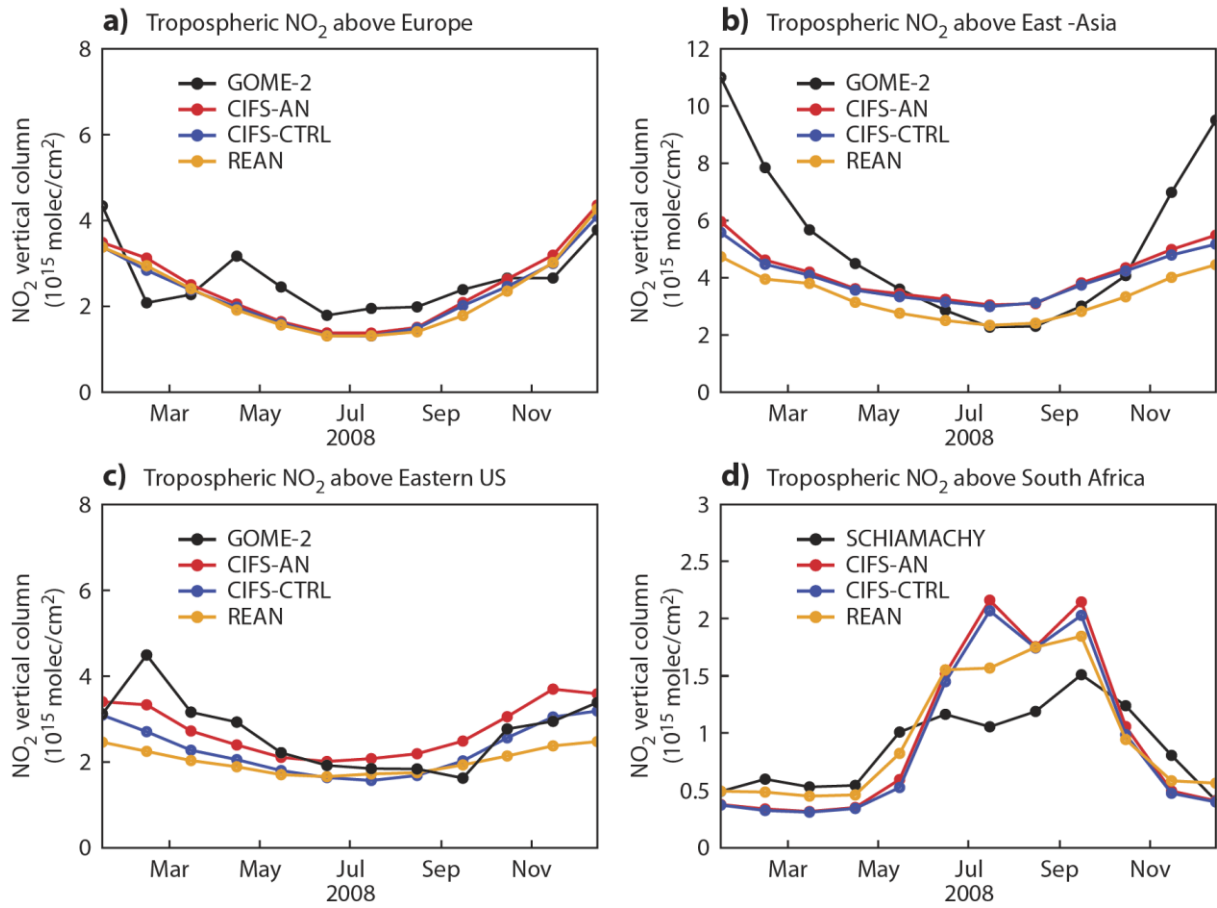 a) Tropospheric NO2 above Europe
8
6
4
2
0
NO2 vertical column
(10^15 molec/cm^2)
GOME-2
CIFS-AN
CIFS-CTRL
REAN
Mar May Jul Sep Nov
2008
b) Tropospheric NO2 above East -Asia
12
10
8
6
4
2
0
NO2 vertical column
(10^15 molec/cm^2)
GOME-2
CIFS-AN
CIFS-CTRL
REAN
Mar May Jul Sep Nov
2008
c) Tropospheric NO2 above Eastern US
8
6
4
2
0
NO2 vertical column
(10^15 molec/cm^2)
GOME-2
CIFS-AN
CIFS-CTRL
REAN
Mar May Jul Sep Nov
2008
d) Tropospheric NO2 above South Africa
3
2.5
2
1.5
1
0.5
0
NO2 vertical column
(10^15 molec/cm^2)
SCHIAMACHY
CIFS-AN
CIFS-CTRL
REAN
Mar May Jul Sep Nov
2008